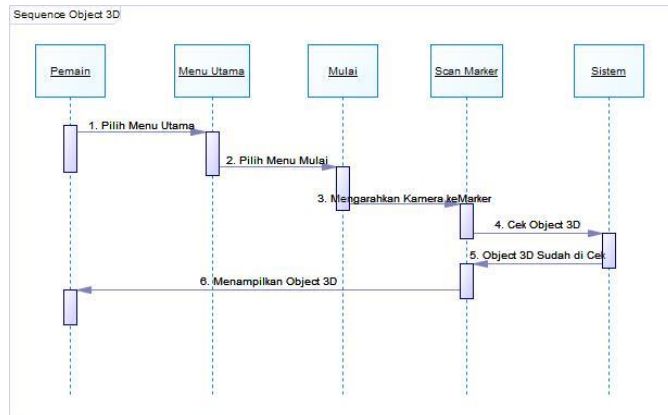 Sequence Object 3D
Pemain
Menu Utama
Mulai
Scan Marker
Sistem
1. Pilih Menu Utama
2. Pilih Menu Mulai
3. Mengarahkan Kamera keMarker
4. Cek Object 3D
5. Object 3D Sudah di Cek
6. Menampilkan Object 3D